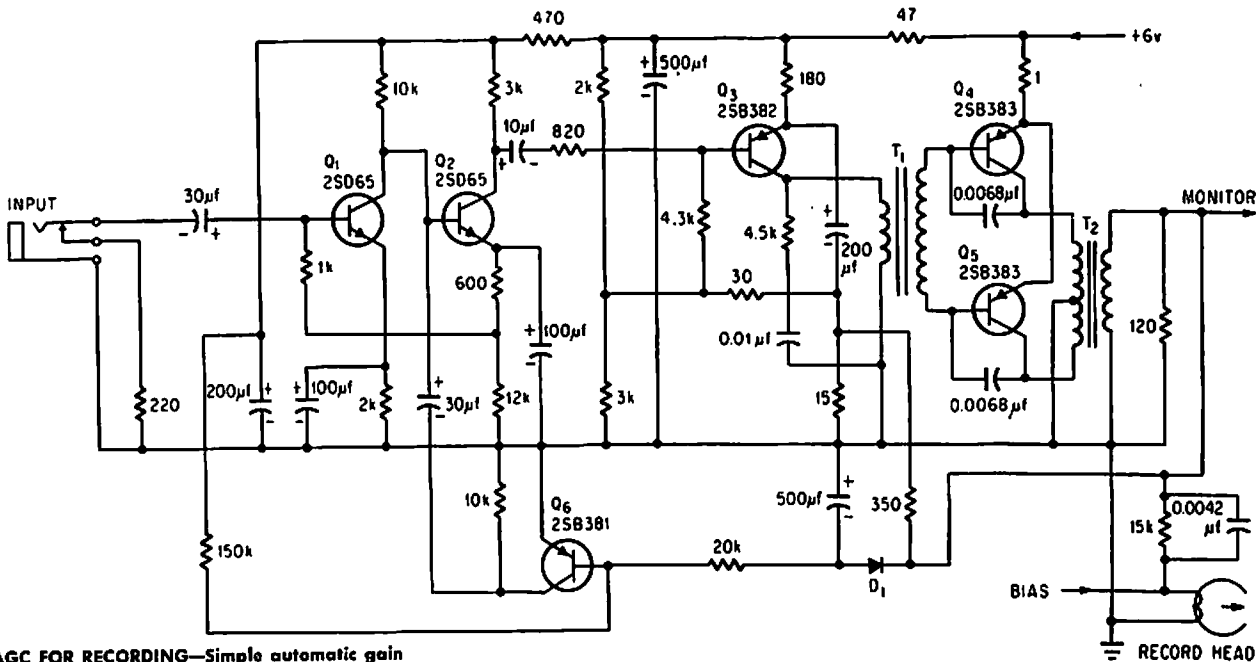 470
47
+6v
500µf
+
-
10k
3k
2k
180
1
Q3
2SB382
Q4
2SB383
10µf
820
+
-
Q1
2SD65
Q2
2SD65
T1
0.0068µf
MONITOR
INPUT
30µf
-
+
4.3k
4.5k
+
-
200
µf
T2
Q5
2SB383
1k
600
30
120
+
-
100µf
0.01µf
220
200µf
+
-
+
-
100µf
2k
+
-
30µf
12k
3k
15
0.0068µf
10k
Q6
2SB381
500µf
+
-
350
15k
0.0042
µf
150k
20k
D1
BIAS
RECORD HEAD
AGC FOR RECORDING—Simple automatic gain